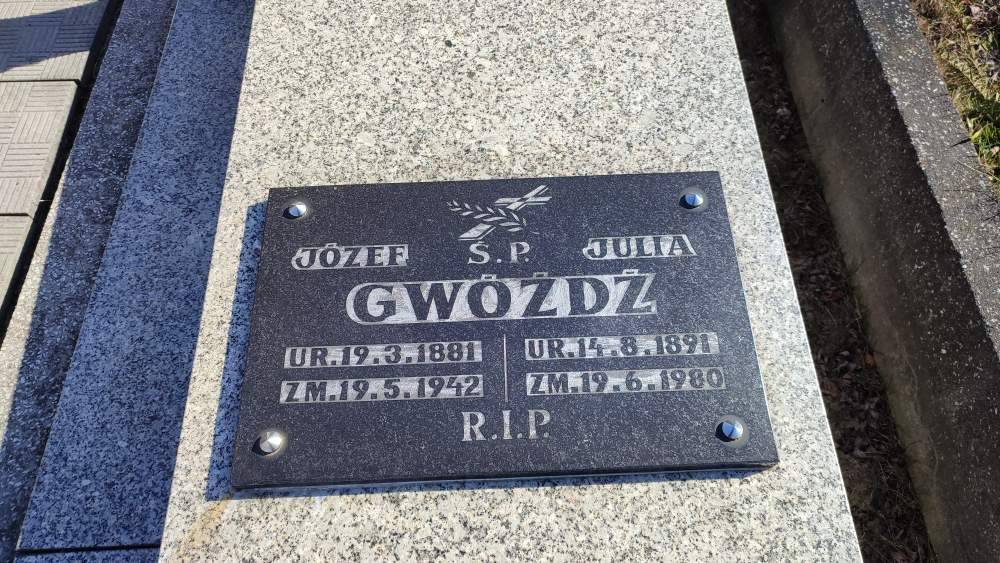 JÓZEF Ś.P. JULIA
GWÓŹDŹ
UR.19.3.1881 UR.14.8.1891
ZM.19.5.1942 ZM.19.6.1980
R.I.P.